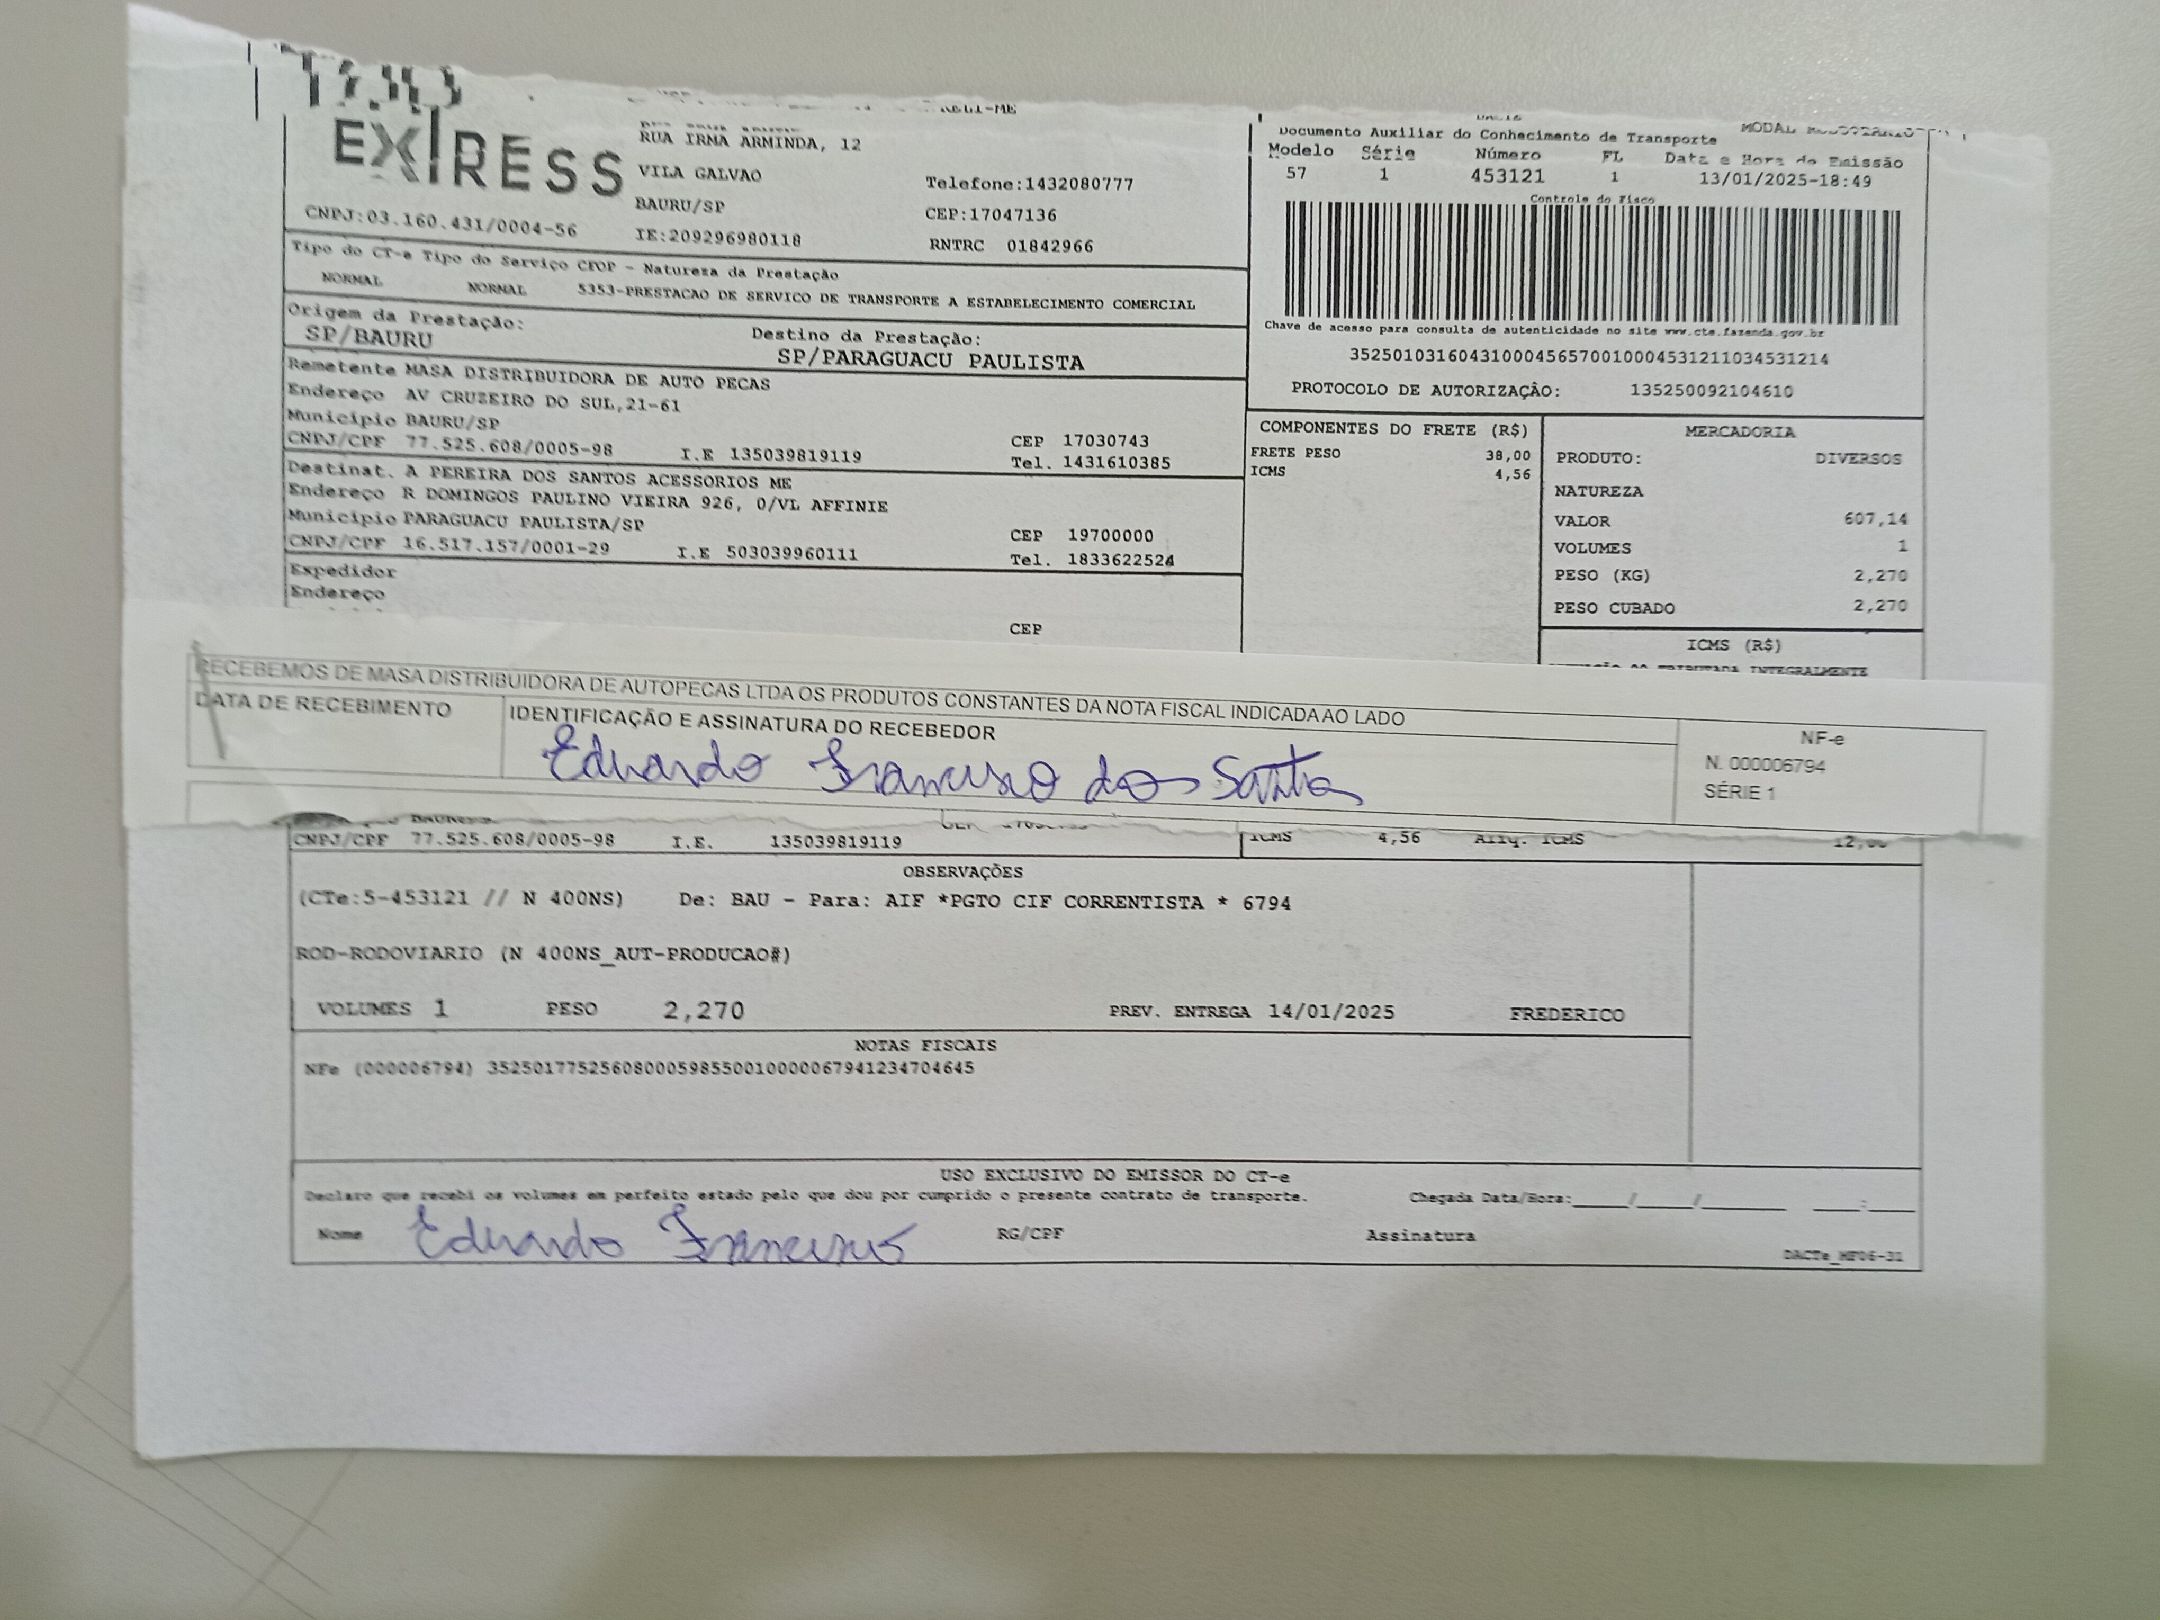 EXPRESS
RUA IRMA ARMINDA, 12
VILA GALVAO
Telefone:1432080777
BAURU/SP
CEP:17047136
CNPJ:03.160.431/0004-56
IE:209296980118
RNTRC 01842966
Tipo do CT-e Tipo do Serviço CFOP - Natureza da Prestação
NORMAL NORMAL 5353-PRESTACAO DE SERVICO DE TRANSPORTE A ESTABELECIMENTO COMERCIAL
Origem da Prestação:
SP/BAURU
Destino da Prestação:
SP/PARAGUACU PAULISTA
Remetente MASA DISTRIBUIDORA DE AUTO PECAS
Endereço AV CRUZEIRO DO SUL,21-61
Municipio BAURU/SP
CNPJ/CPF 77.525.608/0005-98 I.E 135039819119
CEP 17030743
Tel. 1431610385
Destinat. A PEREIRA DOS SANTOS ACESSORIOS ME
Endereço R DOMINGOS PAULINO VIEIRA 926, 0/VL AFFINIE
Municipio PARAGUACU PAULISTA/SP
CNPJ/CPF 16.517.157/0001-29 I.E 503039960111
CEP 19700000
Tel. 1833622524
Expedidor
Endereço
CEP
MODAL
Documento Auxiliar do Conhecimento de Transporte
Modelo Série Número FL Data e Hora de Emissão
57 1 453121 1 13/01/2025-18:49
Controle do Fisco
Chave de acesso para consulta de autenticidade no site www.cte.fazenda.gov.br
35250103160431000456570010004531211034531214
PROTOCOLO DE AUTORIZAÇÃO: 135250092104610
COMPONENTES DO FRETE (R$)
FRETE PESO 38,00
ICMS 4,56
MERCADORIA
PRODUTO: DIVERSOS
NATUREZA
VALOR 607,14
VOLUMES 1
PESO (KG) 2,270
PESO CUBADO 2,270
ICMS (R$)
TRIBUTADA INTEGRALMENTE
RECEBEMOS DE MASA DISTRIBUIDORA DE AUTOPECAS LTDA OS PRODUTOS CONSTANTES DA NOTA FISCAL INDICADA AO LADO
DATA DE RECEBIMENTO
IDENTIFICAÇÃO E ASSINATURA DO RECEBEDOR
Eduardo Francisco dos Santos
NF-e
N. 000006794
SÉRIE 1
CNPJ/CPF 77.525.608/0005-98 I.E. 135039819119
ICMS 4,56 Aliq. ICMS 12,00
OBSERVAÇÕES
(CTe:5-453121 // N 400NS) De: BAU - Para: AIF *PGTO CIF CORRENTISTA * 6794
ROD-RODOVIARIO (N 400NS_AUT-PRODUCAO#)
VOLUMES 1 PESO 2,270 PREV. ENTREGA 14/01/2025 FREDERICO
NOTAS FISCAIS
NFe (000006794) 35250177525608000598550010000067941234704645
USO EXCLUSIVO DO EMISSOR DO CT-e
Declaro que recebi os volumes em perfeito estado pelo que dou por cumprido o presente contrato de transporte. Chegada Data/Hora:____/____/______ ____:____
Nome Eduardo Francisco RG/CPF Assinatura
DACTe_MF06-31